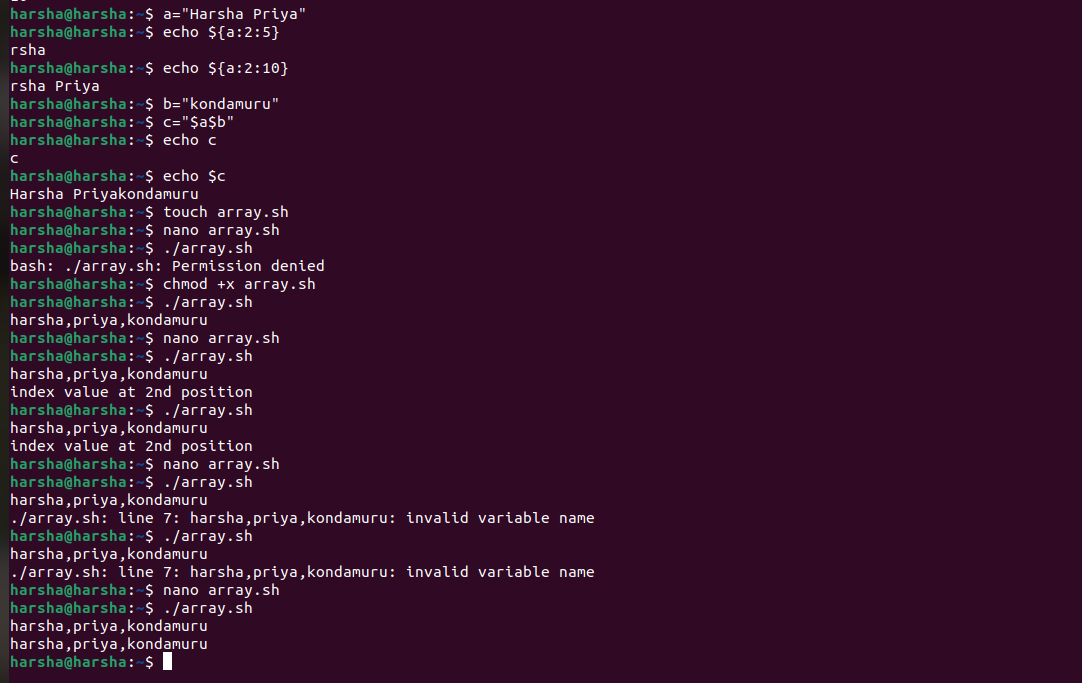 harsha@harsha:~$ a="Harsha Priya"
harsha@harsha:~$ echo ${a:2:5}
rsha
harsha@harsha:~$ echo ${a:2:10}
rsha Priya
harsha@harsha:~$ b="kondamuru"
harsha@harsha:~$ c="$a$b"
harsha@harsha:~$ echo c
c
harsha@harsha:~$ echo $c
Harsha Priyakondamuru
harsha@harsha:~$ touch array.sh
harsha@harsha:~$ nano array.sh
harsha@harsha:~$ ./array.sh
bash: ./array.sh: Permission denied
harsha@harsha:~$ chmod +x array.sh
harsha@harsha:~$ ./array.sh
harsha,priya,kondamuru
harsha@harsha:~$ nano array.sh
harsha@harsha:~$ ./array.sh
harsha,priya,kondamuru
index value at 2nd position
harsha@harsha:~$ ./array.sh
harsha,priya,kondamuru
index value at 2nd position
harsha@harsha:~$ nano array.sh
harsha@harsha:~$ ./array.sh
harsha,priya,kondamuru
./array.sh: line 7: harsha,priya,kondamuru: invalid variable name
harsha@harsha:~$ ./array.sh
harsha,priya,kondamuru
./array.sh: line 7: harsha,priya,kondamuru: invalid variable name
harsha@harsha:~$ nano array.sh
harsha@harsha:~$ ./array.sh
harsha,priya,kondamuru
harsha,priya,kondamuru
harsha@harsha:~$